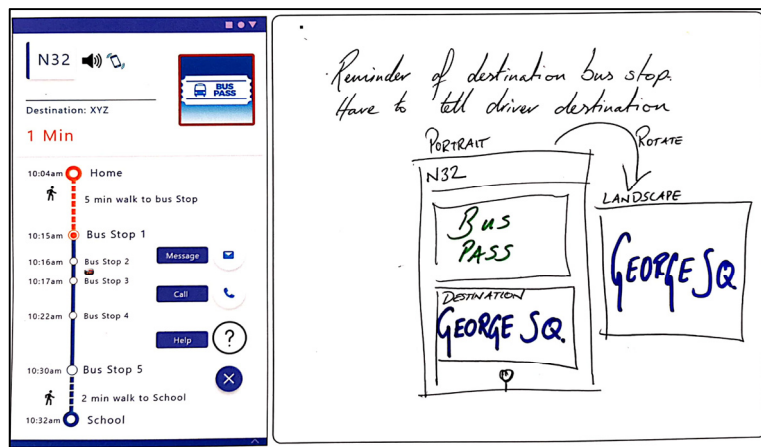 N32
BUS
PASS
Destination: XYZ
1 Min
10:04am Home
5 min walk to bus Stop
10:15am Bus Stop 1
10:16am Bus Stop 2
Message
10:17am Bus Stop 3
Call
10:22am Bus Stop 4
Help
?
10:30am Bus Stop 5
2 min walk to School
10:32am School
Reminder of destination bus stop.
Have to tell driver destination
PORTRAIT
ROTATE
N32
BUS
PASS
DESTINATION
GEORGE SQ.
LANDSCAPE
GEORGE SQ